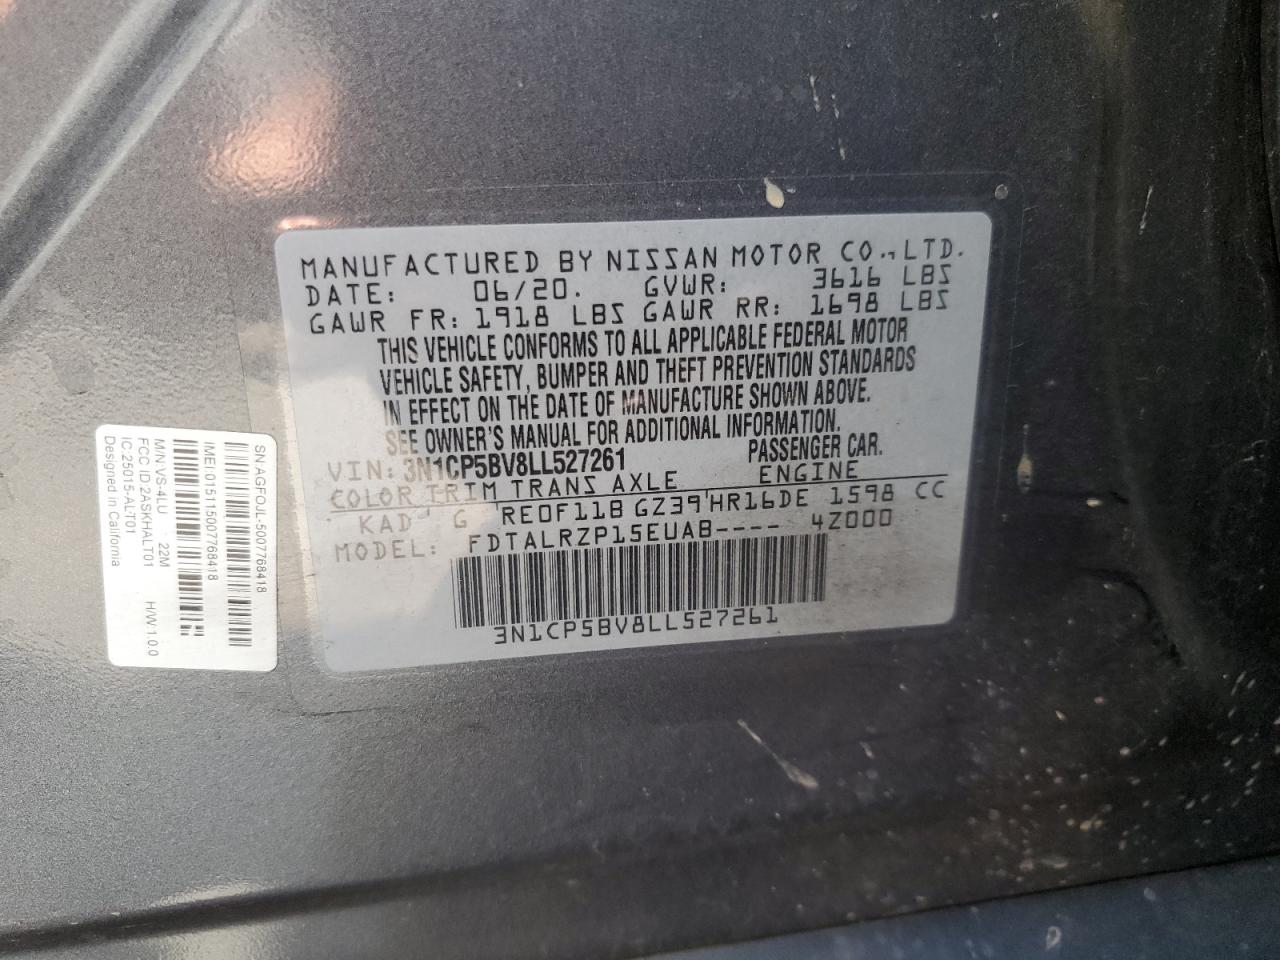 MANUFACTURED BY NISSAN MOTOR CO., LTD.
DATE: 06/20. GVWR: 3616 LBS
GAWR FR: 1918 LBS GAWR RR: 1698 LBS
THIS VEHICLE CONFORMS TO ALL APPLICABLE FEDERAL MOTOR
VEHICLE SAFETY, BUMPER AND THEFT PREVENTION STANDARDS
IN EFFECT ON THE DATE OF MANUFACTURE SHOWN ABOVE.
SEE OWNER'S MANUAL FOR ADDITIONAL INFORMATION.
VIN: 3N1CP5BV8LL527261 PASSENGER CAR.
COLOR TRIM TRANS AXLE ENGINE
KAD G RE0F11B GZ39 HR16DE 1598 CC
MODEL: FDTALRZP15EUAB---- 4Z000
3N1CP5BV8LL527261
SN:AGFOJL-5007768418
IMEI:015115007768418
M/N:VS-4LU 22M H/W:1.0.0
FCC ID:2ASKHALT01
IC:25015-ALT01
Designed in California